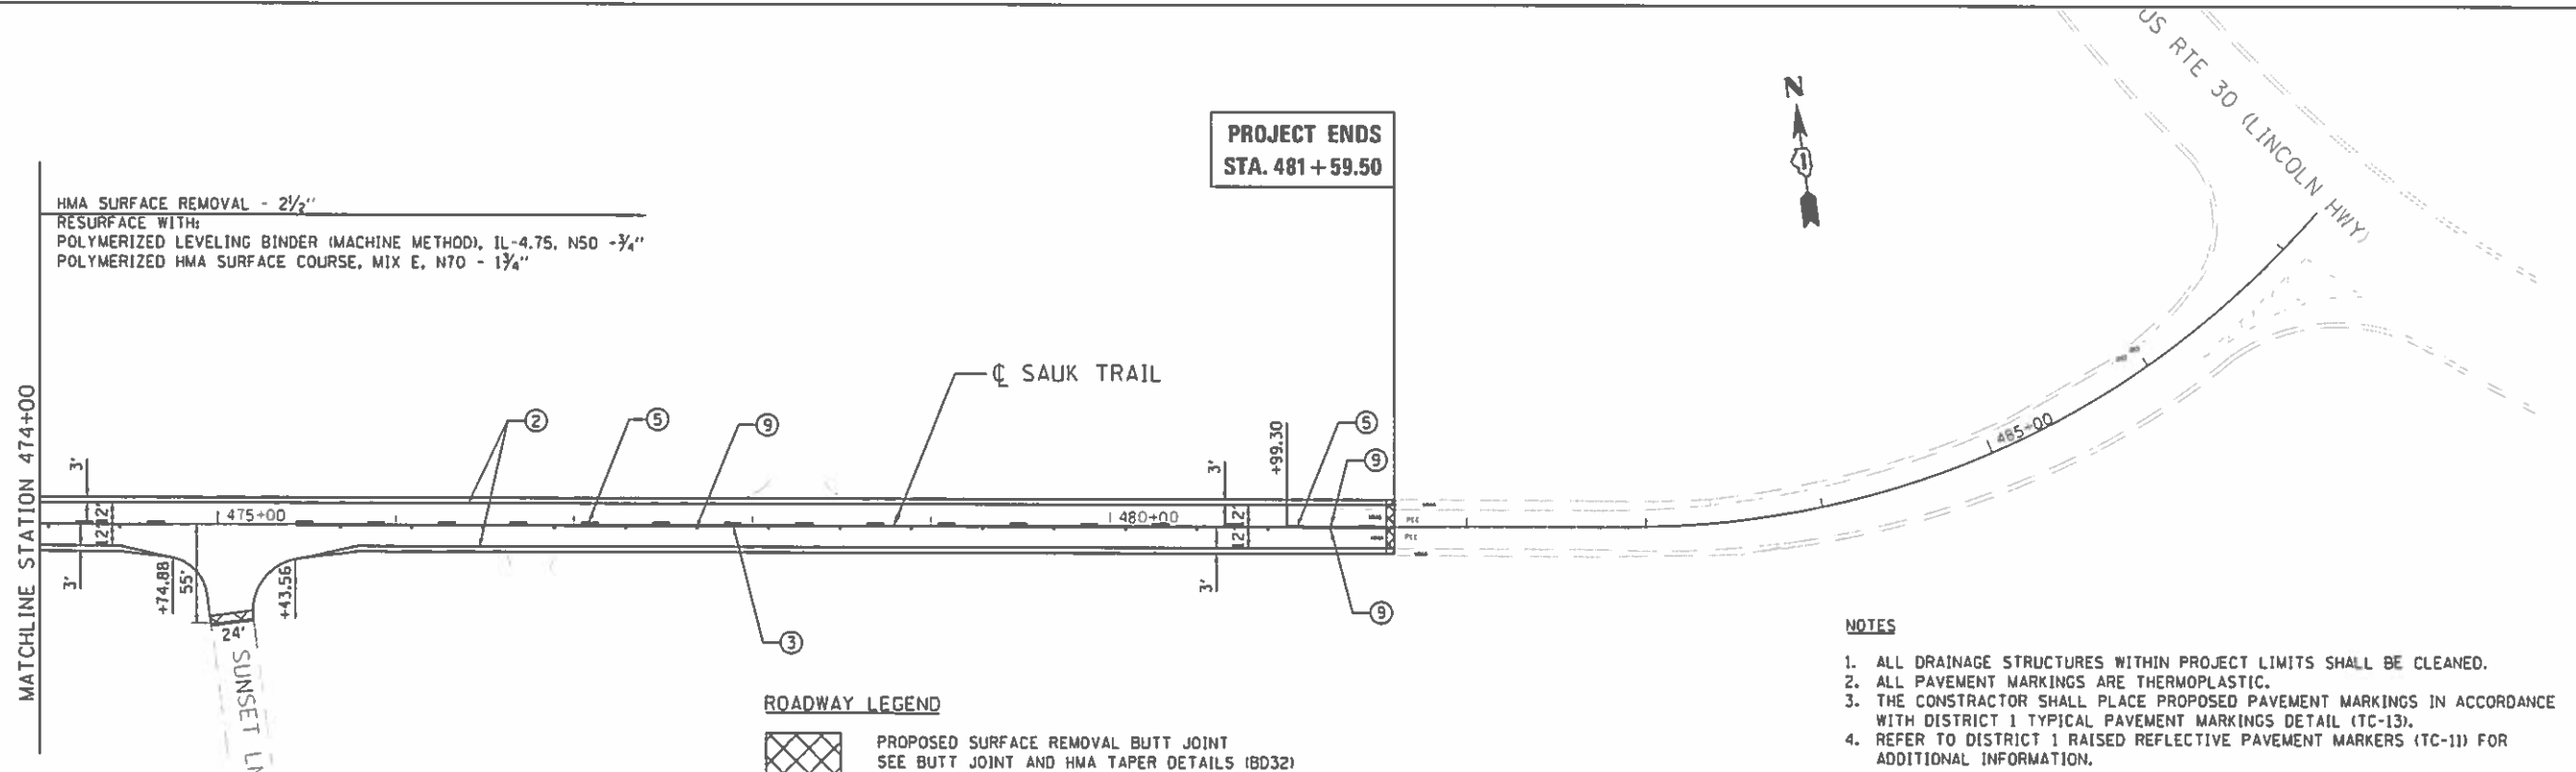 US RTE 30 (LINCOLN HWY)
N
1
PROJECT ENDS
STA. 481+59.50
HMA SURFACE REMOVAL - 2½"
RESURFACE WITH:
POLYMERIZED LEVELING BINDER (MACHINE METHOD), IL-4.75, N50 -¾"
POLYMERIZED HMA SURFACE COURSE, MIX E, N70 - 1¾"
MATCHLINE STATION 474+00
℄ SAUK TRAIL
2
5
9
+99.30
5
9
485+00
3'
3'
12'
12'
475+00
480+00
12'
12'
PCC
PCC
3'
+74.88
55'
+43.56
3'
24'
9
3
SUNSET LN
ROADWAY LEGEND
PROPOSED SURFACE REMOVAL BUTT JOINT
SEE BUTT JOINT AND HMA TAPER DETAILS (BD32)
NOTES
1. ALL DRAINAGE STRUCTURES WITHIN PROJECT LIMITS SHALL BE CLEANED.
2. ALL PAVEMENT MARKINGS ARE THERMOPLASTIC.
3. THE CONSTRACTOR SHALL PLACE PROPOSED PAVEMENT MARKINGS IN ACCORDANCE
WITH DISTRICT 1 TYPICAL PAVEMENT MARKINGS DETAIL (TC-13).
4. REFER TO DISTRICT 1 RAISED REFLECTIVE PAVEMENT MARKERS (TC-11) FOR
ADDITIONAL INFORMATION.